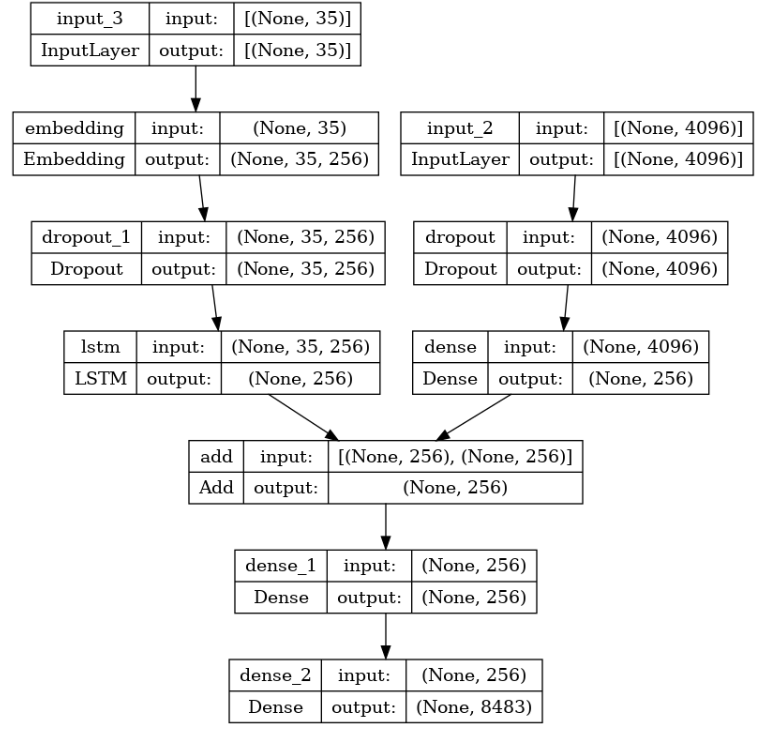 input_3 input: [(None, 35)]
InputLayer output: [(None, 35)]
embedding input: (None, 35)
Embedding output: (None, 35, 256)
input_2 input: [(None, 4096)]
InputLayer output: [(None, 4096)]
dropout_1 input: (None, 35, 256)
Dropout output: (None, 35, 256)
dropout input: (None, 4096)
Dropout output: (None, 4096)
lstm input: (None, 35, 256)
LSTM output: (None, 256)
dense input: (None, 4096)
Dense output: (None, 256)
add input: [(None, 256), (None, 256)]
Add output: (None, 256)
dense_1 input: (None, 256)
Dense output: (None, 256)
dense_2 input: (None, 256)
Dense output: (None, 8483)